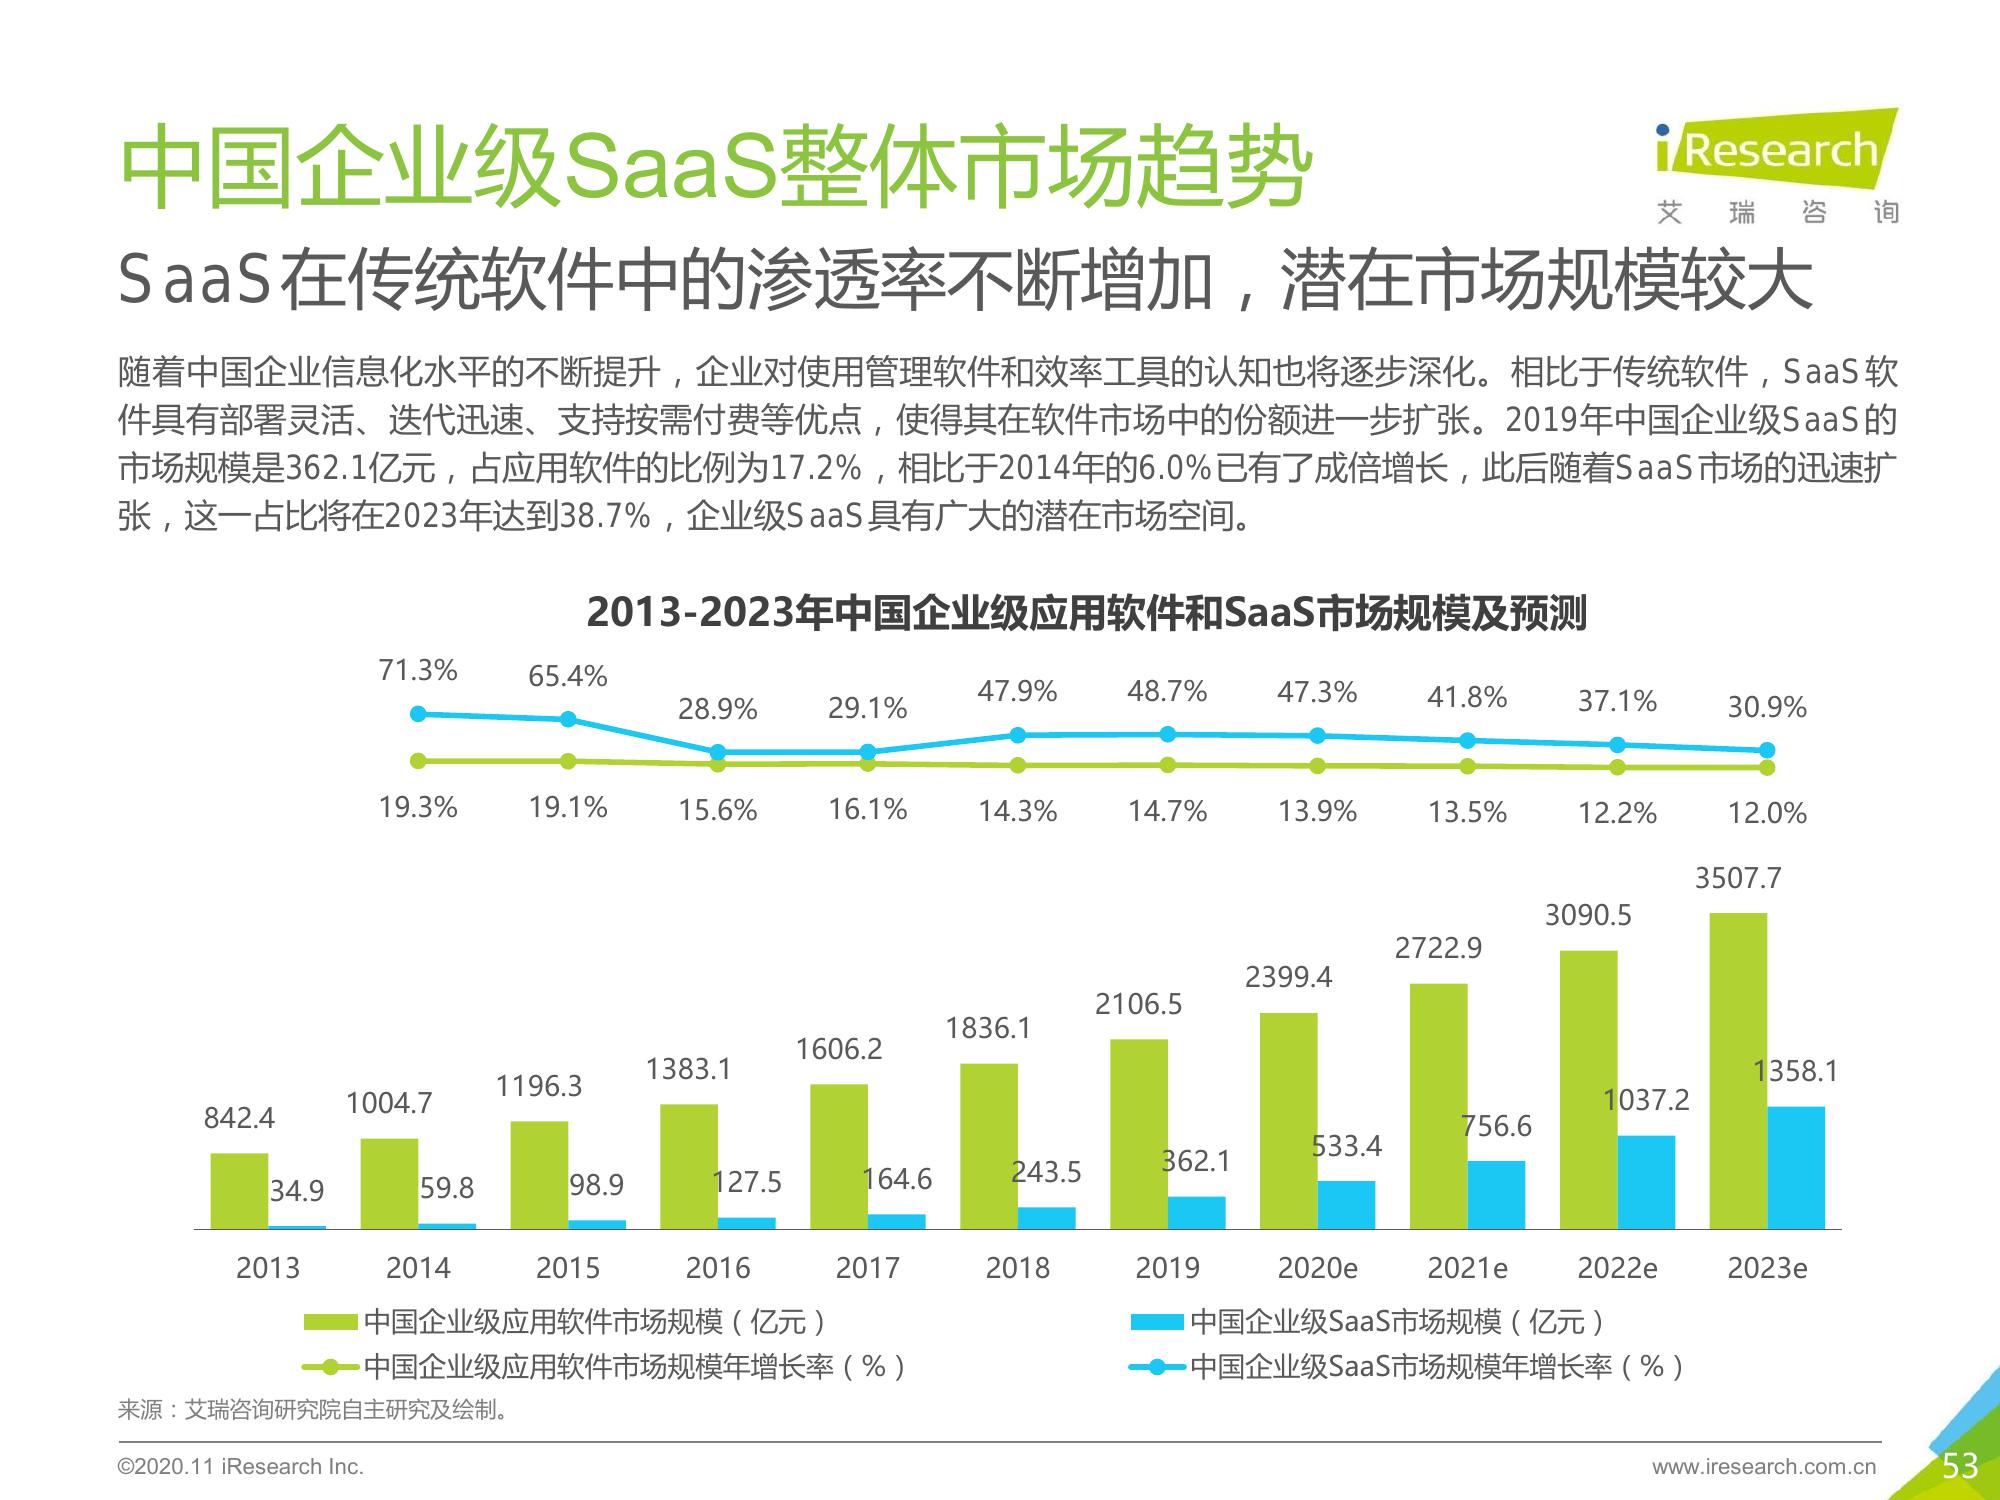 中国企业级SaaS整体市场趋势
iResearch
艾瑞咨询
SaaS在传统软件中的渗透率不断增加，潜在市场规模较大
随着中国企业信息化水平的不断提升，企业对使用管理软件和效率工具的认知也将逐步深化。相比于传统软件，SaaS软
件具有部署灵活、迭代迅速、支持按需付费等优点，使得其在软件市场中的份额进一步扩张。2019年中国企业级SaaS的
市场规模是362.1亿元，占应用软件的比例为17.2%，相比于2014年的6.0%已有了成倍增长，此后随着SaaS市场的迅速扩
张，这一占比将在2023年达到38.7%，企业级SaaS具有广大的潜在市场空间。
2013-2023年中国企业级应用软件和SaaS市场规模及预测
71.3% 65.4% 28.9% 29.1% 47.9% 48.7% 47.3% 41.8% 37.1% 30.9%
19.3% 19.1% 15.6% 16.1% 14.3% 14.7% 13.9% 13.5% 12.2% 12.0%
842.4 1004.7 1196.3 1383.1 1606.2 1836.1 2106.5 2399.4 2722.9 3090.5 3507.7
34.9 59.8 98.9 127.5 164.6 243.5 362.1 533.4 756.6 1037.2 1358.1
2013 2014 2015 2016 2017 2018 2019 2020e 2021e 2022e 2023e
中国企业级应用软件市场规模（亿元） 中国企业级SaaS市场规模（亿元）
中国企业级应用软件市场规模年增长率（%） 中国企业级SaaS市场规模年增长率（%）
来源：艾瑞咨询研究院自主研究及绘制。
©2020.11 iResearch Inc. www.iresearch.com.cn 53